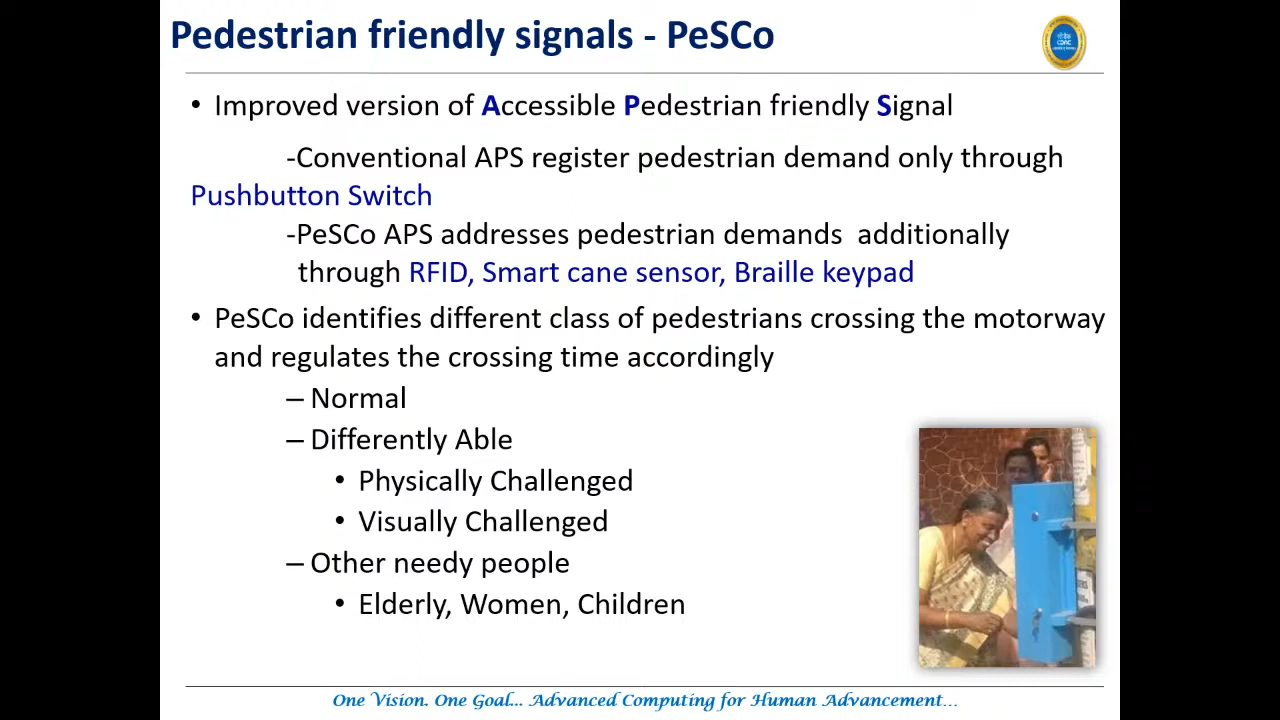 Pedestrian friendly signals - PeSCo
CDAC
• Improved version of Accessible Pedestrian friendly Signal
-Conventional APS register pedestrian demand only through
Pushbutton Switch
-PeSCo APS addresses pedestrian demands additionally
through RFID, Smart cane sensor, Braille keypad
• PeSCo identifies different class of pedestrians crossing the motorway
and regulates the crossing time accordingly
– Normal
– Differently Able
• Physically Challenged
• Visually Challenged
– Other needy people
• Elderly, Women, Children
One Vision. One Goal... Advanced Computing for Human Advancement...